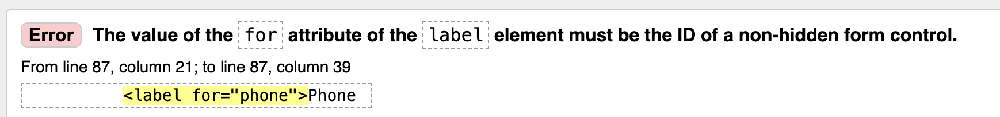 Error The value of the for attribute of the label element must be the ID of a non-hidden form control.
From line 87, column 21; to line 87, column 39
<label for="phone">Phone